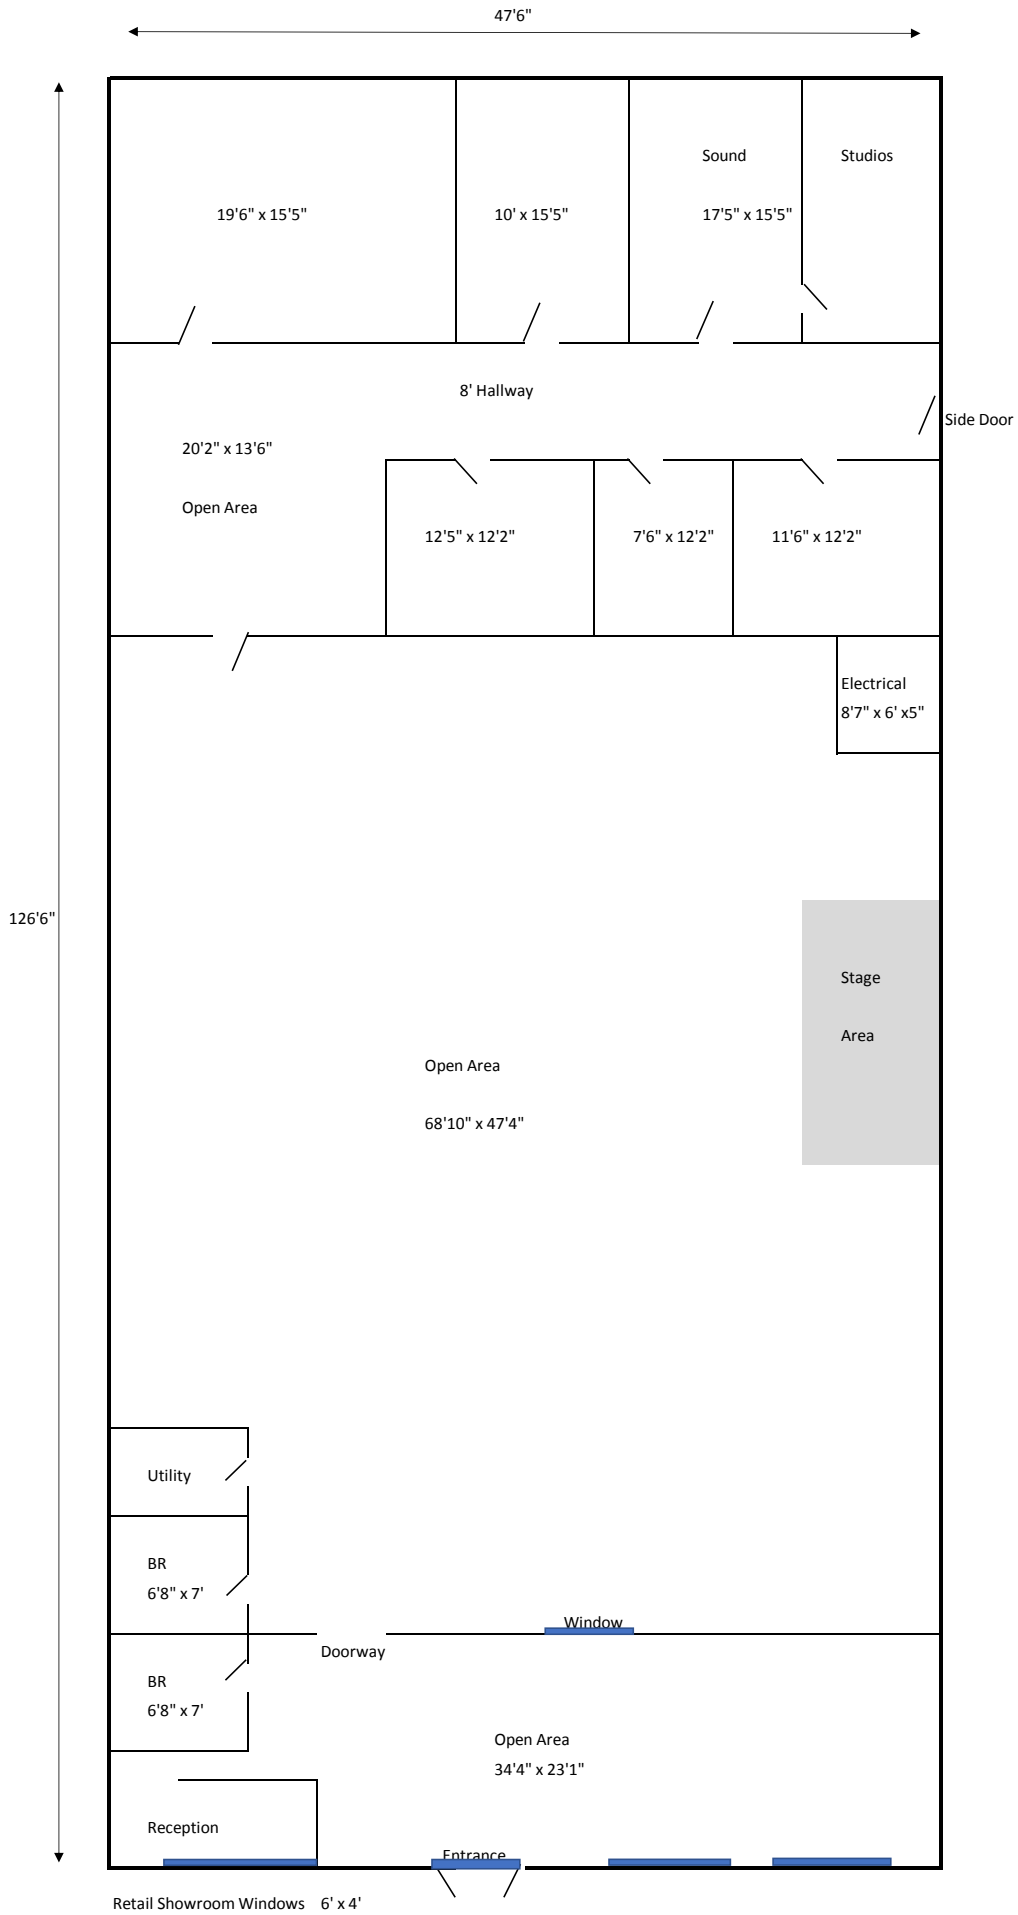 47'6"
Sound
Studios
19'6" x 15'5"
10' x 15'5"
17'5" x 15'5"
8' Hallway
Side Door
20'2" x 13'6"
Open Area
12'5" x 12'2"
7'6" x 12'2"
11'6" x 12'2"
Electrical
8'7" x 6' x5"
126'6"
Stage
Area
Open Area
68'10" x 47'4"
Utility
BR
6'8" x 7'
Window
Doorway
BR
6'8" x 7'
Open Area
34'4" x 23'1"
Reception
Entrance
Retail Showroom Windows 6' x 4'